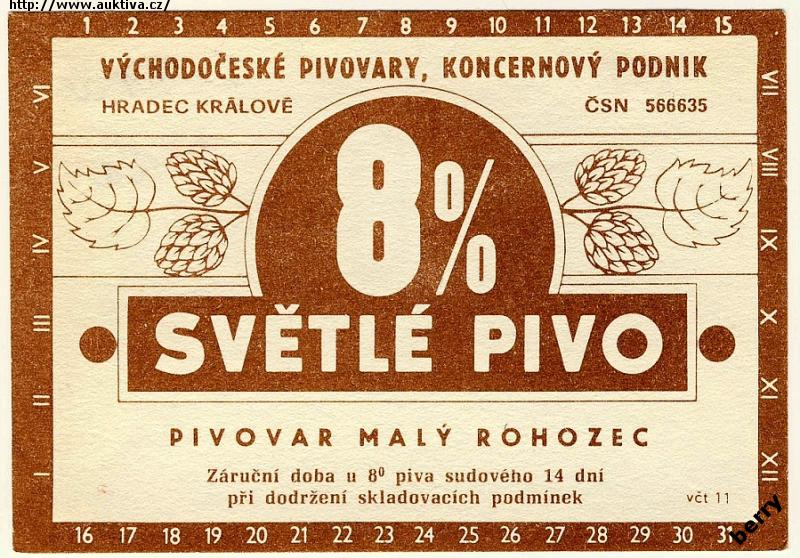 http://www.auktiva.cz/
1 2 3 4 5 6 7 8 9 10 11 12 13 14 15
VÝCHODOČESKÉ PIVOVARY, KONCERNOVÝ PODNIK
HRADEC KRÁLOVÉ ČSN 566635
8%
SVĚTLÉ PIVO
PIVOVAR MALÝ ROHOZEC
Záruční doba u 8⁰ piva sudového 14 dní
při dodržení skladovacích podmínek
včt 11
I II III IV V VI
VII VIII IX X XI XII
16 17 18 19 20 21 22 23 24 25 26 27 28 29 30 31
berry